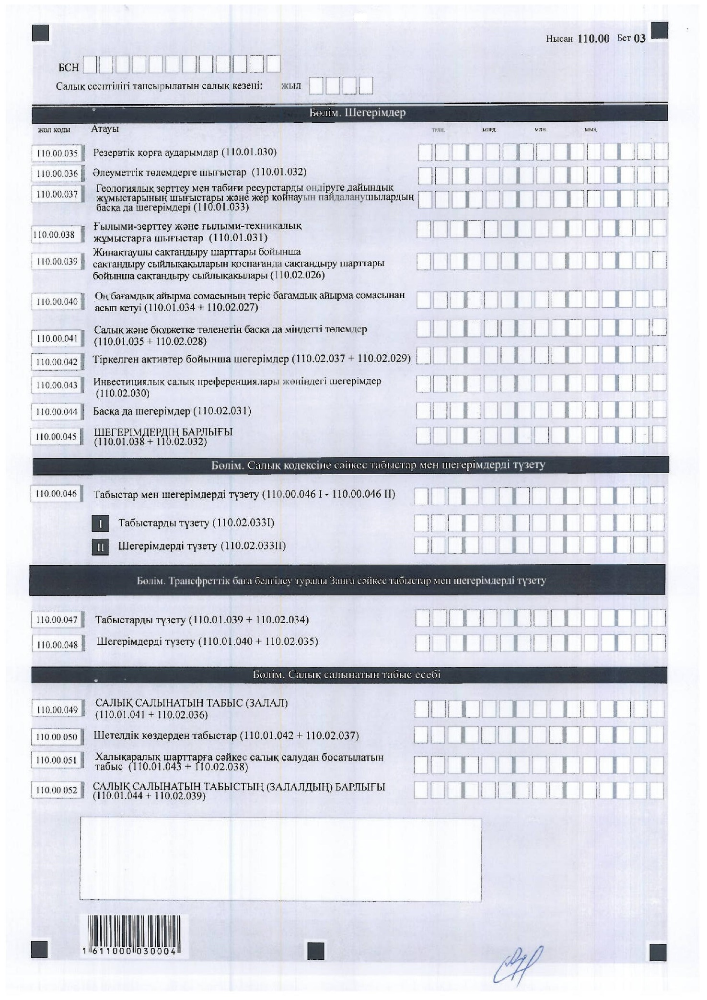 Нысан 110.00 Бет 03
БСН
Салық есептілігі тапсырылатын салық кезеңі: жыл
Бөлім. Шегерімдер
жол коды Атауы трлн. млрд. млн. мың
110.00.035 Резервтік қорға аударымдар (110.01.030)
110.00.036 Әлеуметтік төлемдерге шығыстар (110.01.032)
110.00.037 Геологиялық зерттеу мен табиғи ресурстарды өндіруге дайындық
жұмыстарының шығыстары және жер қойнауын пайдаланушылардың
басқа да шегерімдері (110.01.033)
110.00.038 Ғылыми-зерттеу және ғылыми-техникалық
жұмыстарға шығыстар (110.01.031)
110.00.039 Жинақтаушы сақтандыру шарттары бойынша
сақтандыру сыйлықақыларын қоспағанда сақтандыру шарттары
бойынша сақтандыру сыйлықақылары (110.02.026)
110.00.040 Оң бағамдық айырма сомасының теріс бағамдық айырма сомасынан
асып кетуі (110.01.034 + 110.02.027)
110.00.041 Салық және бюджетке төленетін басқа да міндетті төлемдер
(110.01.035 + 110.02.028)
110.00.042 Тіркелген активтер бойынша шегерімдер (110.02.037 + 110.02.029)
110.00.043 Инвестициялық салық преференциялары жөніндегі шегерімдер
(110.02.030)
110.00.044 Басқа да шегерімдер (110.02.031)
110.00.045 ШЕГЕРІМДЕРДІҢ БАРЛЫҒЫ
(110.01.038 + 110.02.032)
Бөлім. Салық кодексіне сәйкес табыстар мен шегерімдерді түзету
110.00.046 Табыстар мен шегерімдерді түзету (110.00.046 I - 110.00.046 II)
I Табыстарды түзету (110.02.033I)
II Шегерімдерді түзету (110.02.033II)
Бөлім. Трансфреттік баға белгілеу туралы Заңға сәйкес табыстар мен шегерімдерді түзету
110.00.047 Табыстарды түзету (110.01.039 + 110.02.034)
110.00.048 Шегерімдерді түзету (110.01.040 + 110.02.035)
Бөлім. Салық салынатын табыс есебі
110.00.049 САЛЫҚ САЛЫНАТЫН ТАБЫС (ЗАЛАЛ)
(110.01.041 + 110.02.036)
110.00.050 Шетелдік көздерден табыстар (110.01.042 + 110.02.037)
110.00.051 Халықаралық шарттарға сәйкес салық салудан босатылатын
табыс (110.01.043 + 110.02.038)
110.00.052 САЛЫҚ САЛЫНАТЫН ТАБЫСТЫҢ (ЗАЛАЛДЫҢ) БАРЛЫҒЫ
(110.01.044 + 110.02.039)
1 611000 030004